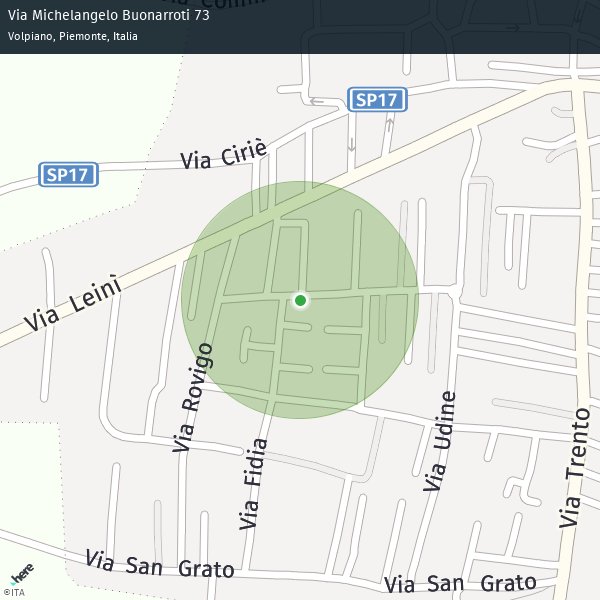 Via Michelangelo Buonarroti 73
Volpiano, Piemonte, Italia
SP17
Via Ciriè
SP17
Via Leinì
Via Rovigo
Via Udine
Via Fidia
Via Trento
Via San Grato
Via San Grato
here
©ITA